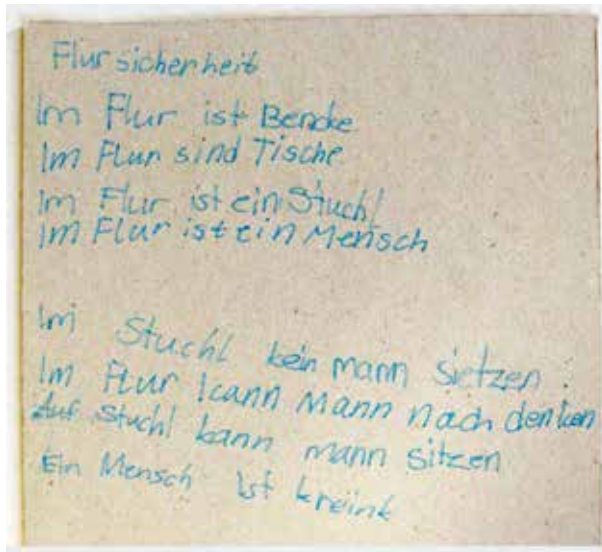 Flursicherheit
Im Flur ist Bencke
Im Flur sind Tische
Im Flur ist ein Stuchl
Im Flur ist ein Mensch
Im Stuchl kein mann sietzen
Im Flur kann Mann nach denken
Auf Stuchl kann mann sitzen
Ein Mensch ist kreink